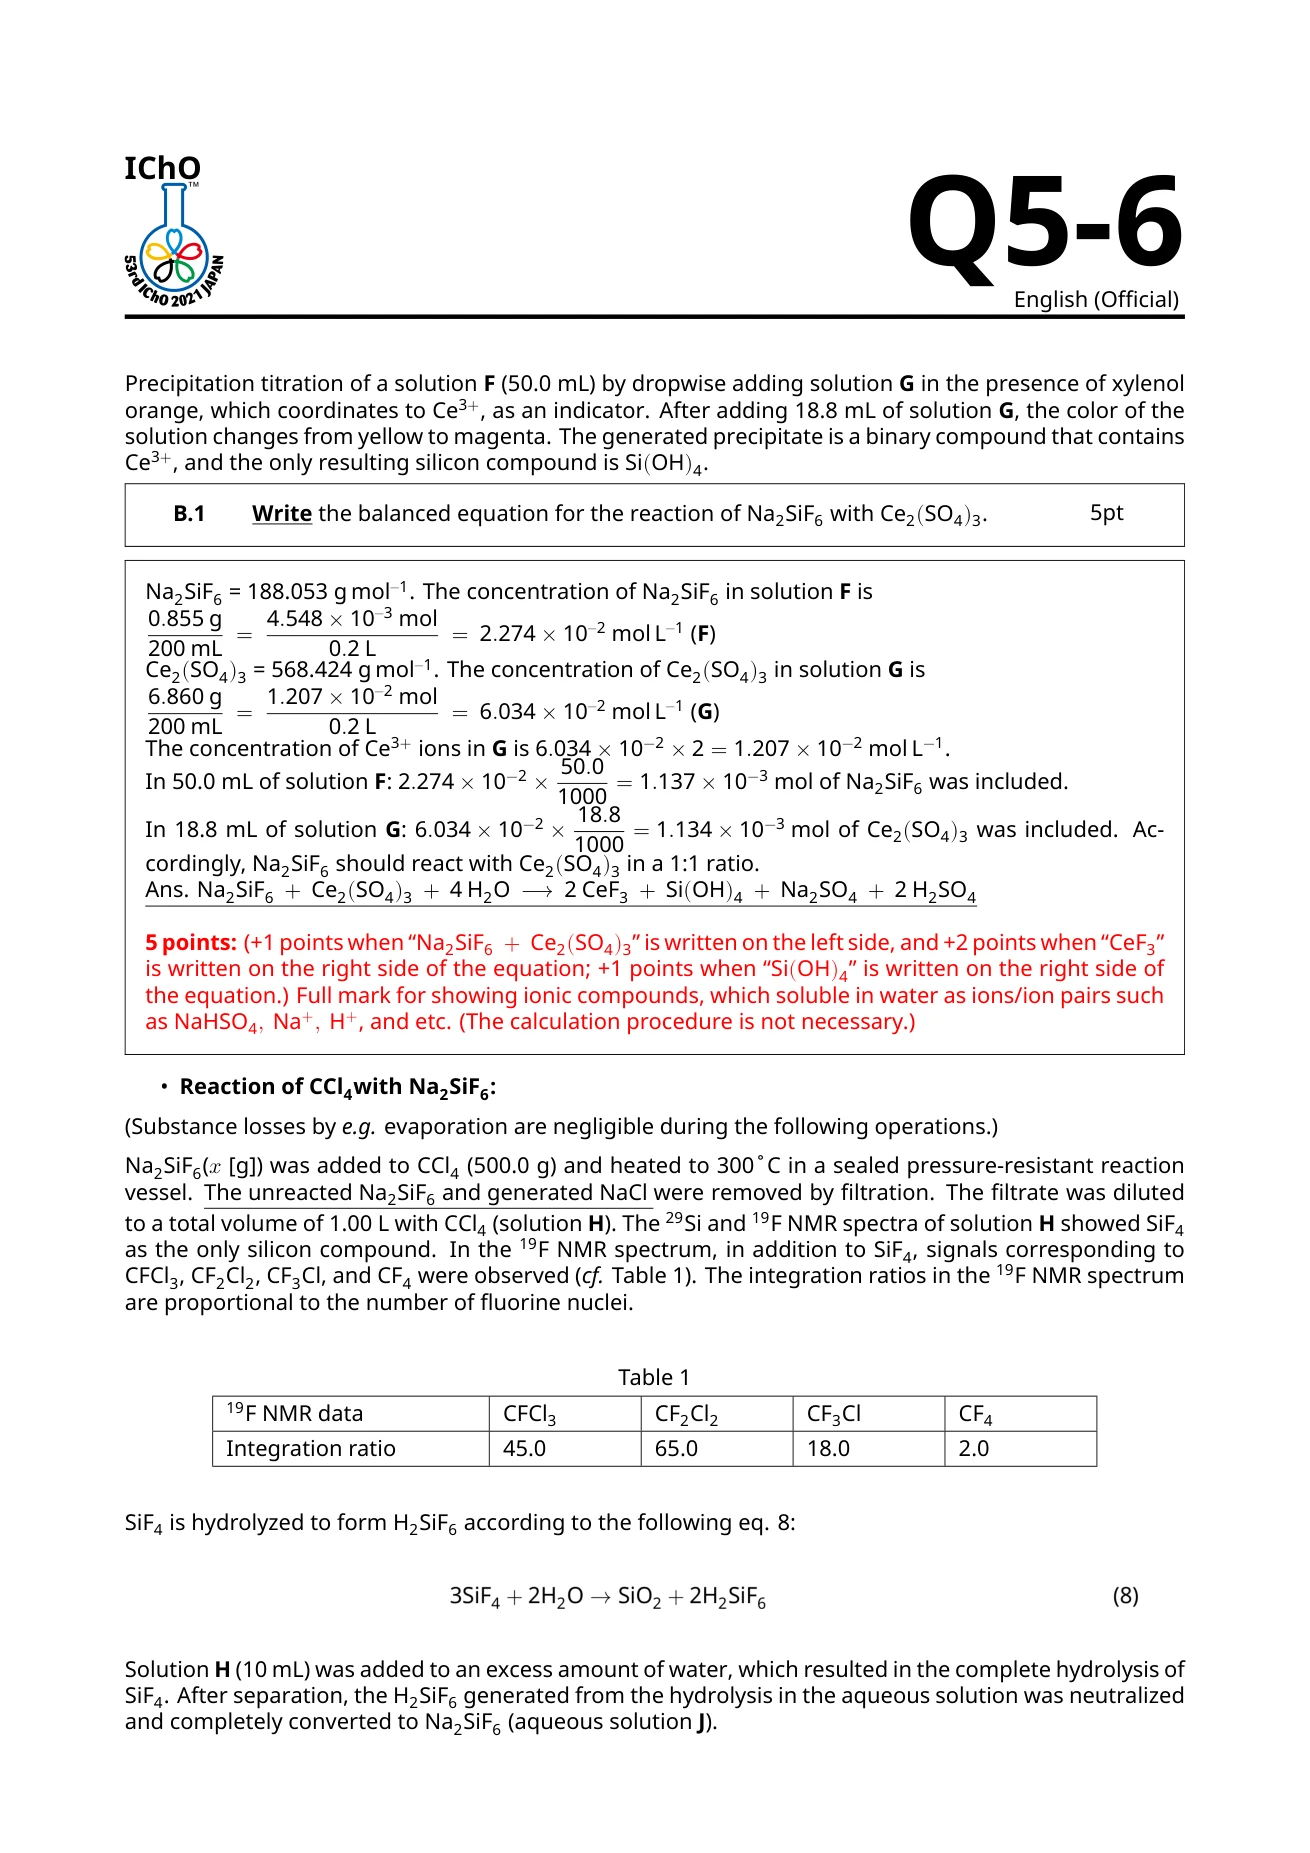 IChO
TM
53rd IChO 2021 JAPAN
Q5-6
English (Official)
Precipitation titration of a solution F (50.0 mL) by dropwise adding solution G in the presence of xylenol
orange, which coordinates to Ce³⁺, as an indicator. After adding 18.8 mL of solution G, the color of the
solution changes from yellow to magenta. The generated precipitate is a binary compound that contains
Ce³⁺, and the only resulting silicon compound is Si(OH)₄.
B.1 Write the balanced equation for the reaction of Na₂SiF₆ with Ce₂(SO₄)₃. 5pt
Na₂SiF₆ = 188.053 g mol⁻¹. The concentration of Na₂SiF₆ in solution F is
0.855 g / 200 mL = 4.548 × 10⁻³ mol / 0.2 L = 2.274 × 10⁻² mol L⁻¹ (F)
Ce₂(SO₄)₃ = 568.424 g mol⁻¹. The concentration of Ce₂(SO₄)₃ in solution G is
6.860 g / 200 mL = 1.207 × 10⁻² mol / 0.2 L = 6.034 × 10⁻² mol L⁻¹ (G)
The concentration of Ce³⁺ ions in G is 6.034 × 10⁻² × 2 = 1.207 × 10⁻² mol L⁻¹.
In 50.0 mL of solution F: 2.274 × 10⁻² × 50.0 / 1000 = 1.137 × 10⁻³ mol of Na₂SiF₆ was included.
In 18.8 mL of solution G: 6.034 × 10⁻² × 18.8 / 1000 = 1.134 × 10⁻³ mol of Ce₂(SO₄)₃ was included. Ac-
cordingly, Na₂SiF₆ should react with Ce₂(SO₄)₃ in a 1:1 ratio.
Ans. Na₂SiF₆ + Ce₂(SO₄)₃ + 4 H₂O ⟶ 2 CeF₃ + Si(OH)₄ + Na₂SO₄ + 2 H₂SO₄
5 points: (+1 points when “Na₂SiF₆ + Ce₂(SO₄)₃” is written on the left side, and +2 points when “CeF₃”
is written on the right side of the equation; +1 points when “Si(OH)₄” is written on the right side of
the equation.) Full mark for showing ionic compounds, which soluble in water as ions/ion pairs such
as NaHSO₄, Na⁺, H⁺, and etc. (The calculation procedure is not necessary.)
• Reaction of CCl₄with Na₂SiF₆:
(Substance losses by e.g. evaporation are negligible during the following operations.)
Na₂SiF₆(x [g]) was added to CCl₄ (500.0 g) and heated to 300˚C in a sealed pressure-resistant reaction
vessel. The unreacted Na₂SiF₆ and generated NaCl were removed by filtration. The filtrate was diluted
to a total volume of 1.00 L with CCl₄ (solution H). The ²⁹Si and ¹⁹F NMR spectra of solution H showed SiF₄
as the only silicon compound. In the ¹⁹F NMR spectrum, in addition to SiF₄, signals corresponding to
CFCl₃, CF₂Cl₂, CF₃Cl, and CF₄ were observed (cf. Table 1). The integration ratios in the ¹⁹F NMR spectrum
are proportional to the number of fluorine nuclei.
Table 1
¹⁹F NMR data CFCl₃ CF₂Cl₂ CF₃Cl CF₄
Integration ratio 45.0 65.0 18.0 2.0
SiF₄ is hydrolyzed to form H₂SiF₆ according to the following eq. 8:
3SiF₄ + 2H₂O → SiO₂ + 2H₂SiF₆ (8)
Solution H (10 mL) was added to an excess amount of water, which resulted in the complete hydrolysis of
SiF₄. After separation, the H₂SiF₆ generated from the hydrolysis in the aqueous solution was neutralized
and completely converted to Na₂SiF₆ (aqueous solution J).